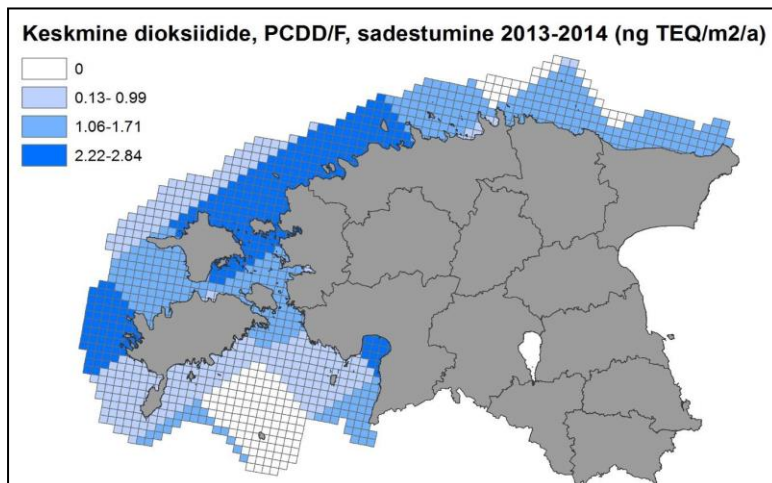 Keskmine dioksiidide, PCDD/F, sadestumine 2013-2014 (ng TEQ/m2/a)
0
0.13- 0.99
1.06-1.71
2.22-2.84